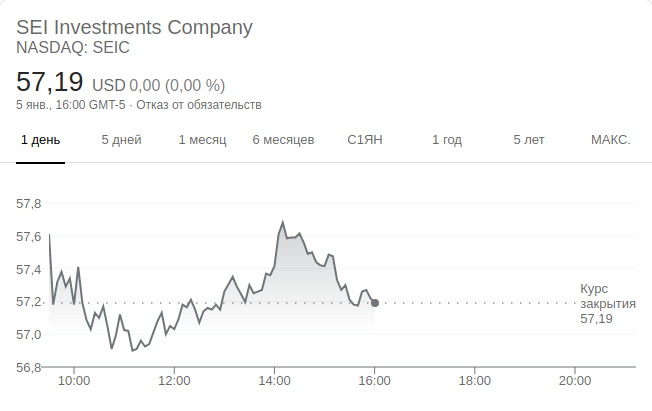 SEI Investments Company
NASDAQ: SEIC
57,19 USD 0,00 (0,00 %)
5 янв., 16:00 GMT-5 · Отказ от обязательств
1 день 5 дней 1 месяц 6 месяцев С1ЯН 1 год 5 лет МАКС.
57,8
57,6
57,4
57,2
57,0
56,8
Курс
закрытия
57,19
10:00 12:00 14:00 16:00 18:00 20:00